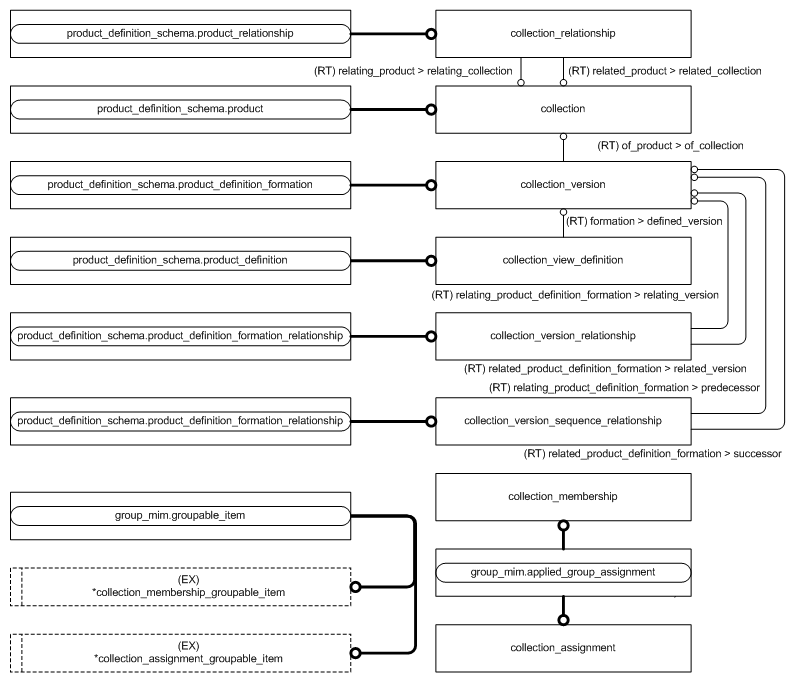 product_definition_schema.product_relationship
collection_relationship
(RT) relating_product > relating_collection
(RT) related_product > related_collection
product_definition_schema.product
collection
(RT) of_product > of_collection
product_definition_schema.product_definition_formation
collection_version
(RT) formation > defined_version
product_definition_schema.product_definition
collection_view_definition
(RT) relating_product_definition_formation > relating_version
product_definition_schema.product_definition_formation_relationship
collection_version_relationship
(RT) related_product_definition_formation > related_version
(RT) relating_product_definition_formation > predecessor
product_definition_schema.product_definition_formation_relationship
collection_version_sequence_relationship
(RT) related_product_definition_formation > successor
collection_membership
group_mim.groupable_item
group_mim.applied_group_assignment
(EX)
*collection_membership_groupable_item
(EX)
*collection_assignment_groupable_item
collection_assignment